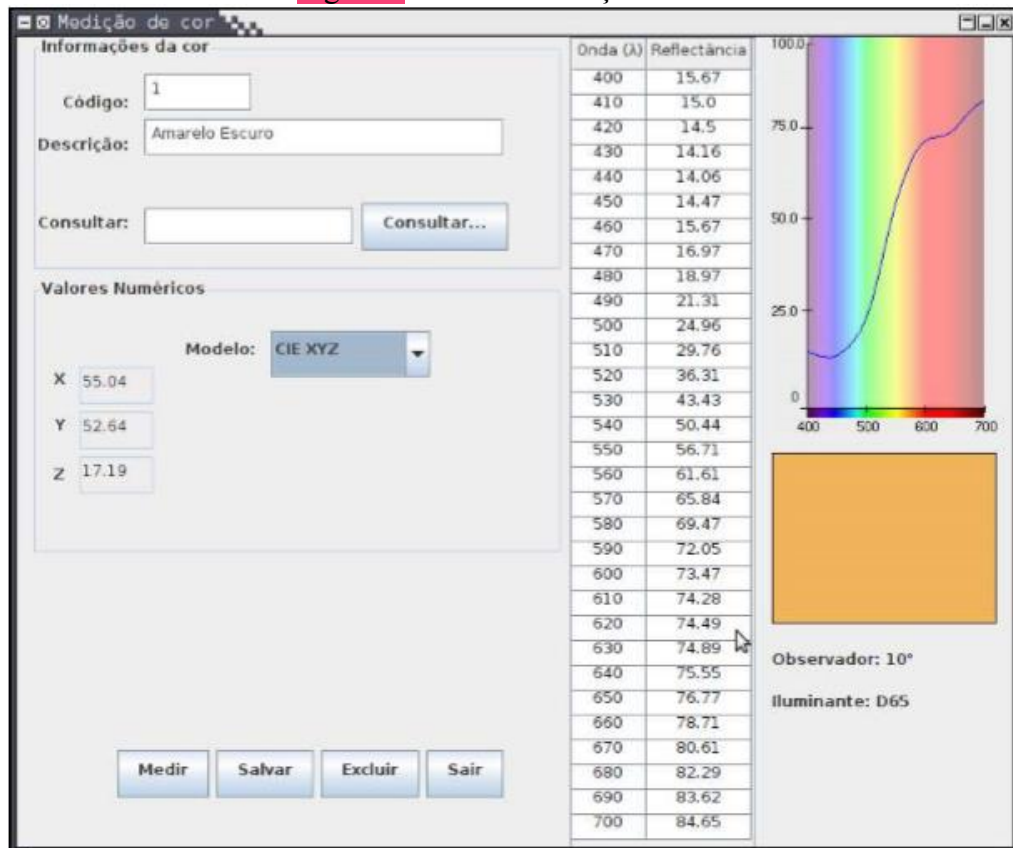 Medição de cor
Informações da cor
Código: 1
Descrição: Amarelo Escuro
Consultar: Consultar...
Valores Numéricos
Modelo: CIE XYZ
X 55.04
Y 52.64
Z 17.19
Medir Salvar Excluir Sair
Onda (λ) Reflectância
400 15.67
410 15.0
420 14.5
430 14.16
440 14.06
450 14.47
460 15.67
470 16.97
480 18.97
490 21.31
500 24.96
510 29.76
520 36.31
530 43.43
540 50.44
550 56.71
560 61.61
570 65.84
580 69.47
590 72.05
600 73.47
610 74.28
620 74.49
630 74.89
640 75.55
650 76.77
660 78.71
670 80.61
680 82.29
690 83.62
700 84.65
100.0
75.0
50.0
25.0
0
400 500 600 700
Observador: 10°
Iluminante: D65